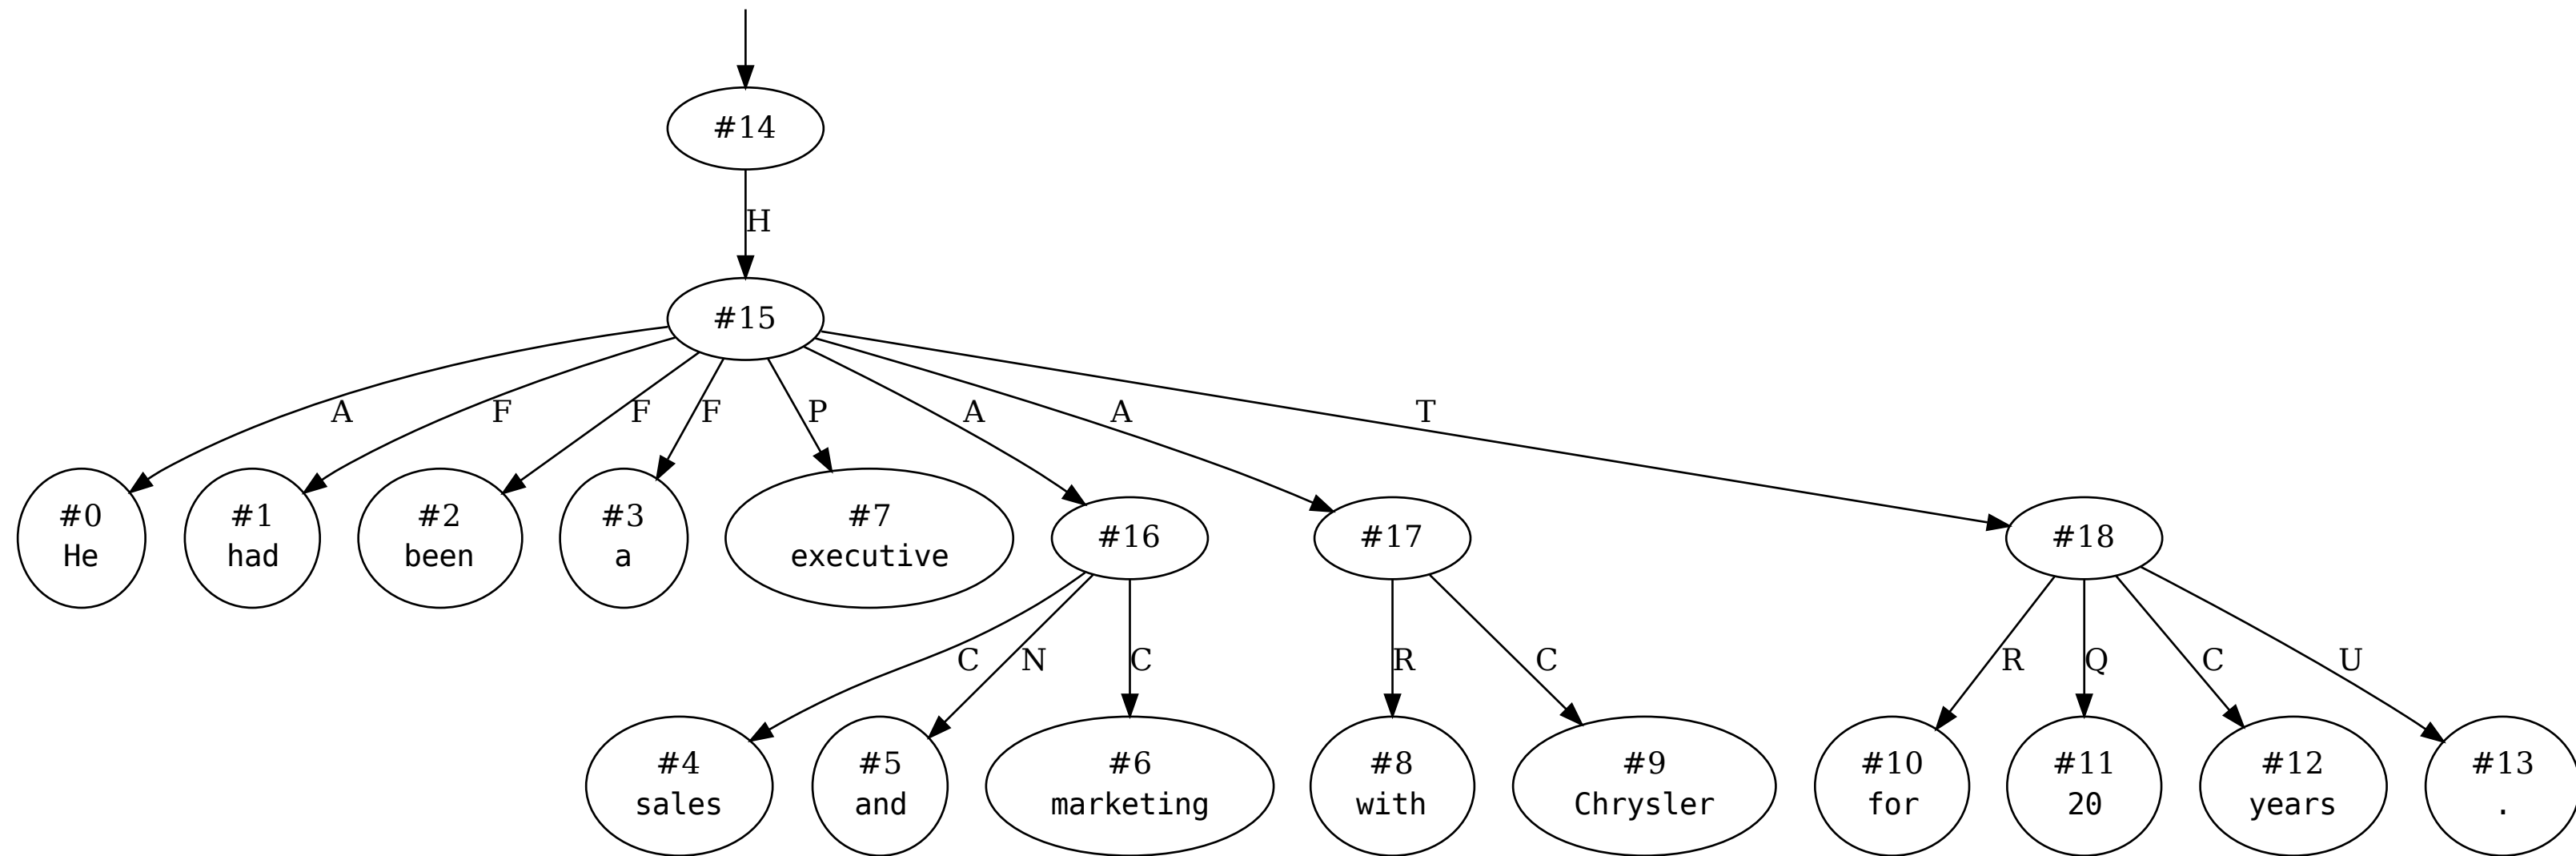 #14
H
#15
A F F F P A A T
#0 #1 #2 #3 #7 #16 #17 #18
He had been a executive
C N C R C R Q C U
#4 #5 #6 #8 #9 #10 #11 #12 #13
sales and marketing with Chrysler for 20 years .